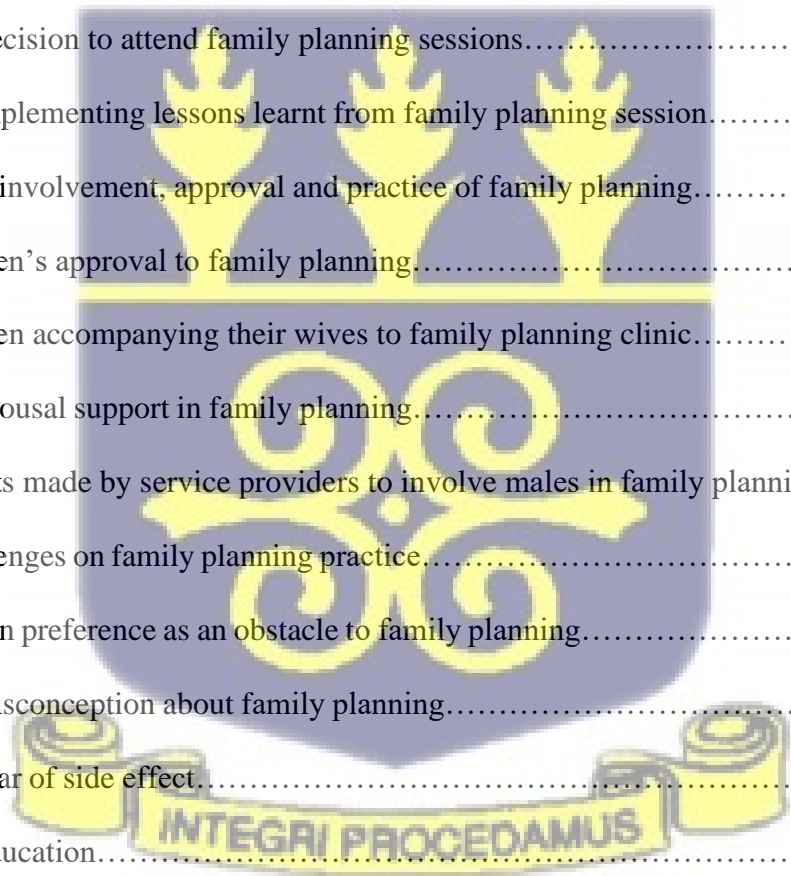 ecision to attend family planning sessions……………………
plementing lessons learnt from family planning session………
involvement, approval and practice of family planning…………
en’s approval to family planning………………………………
en accompanying their wives to family planning clinic………
ousal support in family planning………………………………
ts made by service providers to involve males in family planni
enges on family planning practice………………………………
n preference as an obstacle to family planning…………………
sconception about family planning……………………………
ar of side effect…………………………………………………
INTEGRI PROCEDAMUS
ucation……………………………………………………………